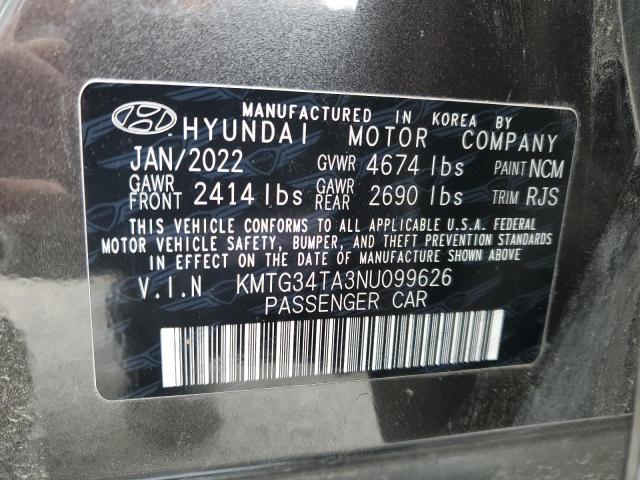 MANUFACTURED IN KOREA BY
HYUNDAI MOTOR COMPANY
JAN/2022 GVWR 4674 lbs PAINT NCM
GAWR FRONT 2414 lbs GAWR REAR 2690 lbs TRIM RJS
THIS VEHICLE CONFORMS TO ALL APPLICABLE U.S.A. FEDERAL
MOTOR VEHICLE SAFETY, BUMPER, AND THEFT PREVENTION STANDARDS
IN EFFECT ON THE DATE OF MANUFACTURE SHOWN ABOVE.
V.I.N KMTG34TA3NU099626
PASSENGER CAR